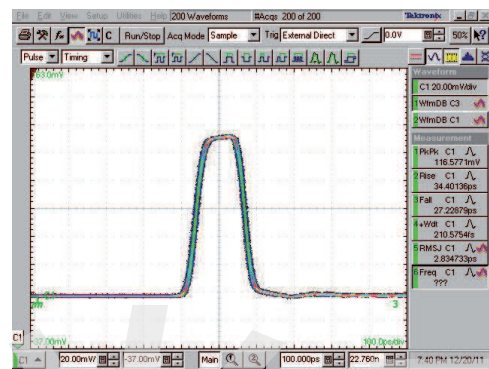 File Edit View Setup Utilities Help 200 Waveforms #Acqs 200 of 200 Tektronix
Run/Stop Acq Mode Sample Trig External Direct 0.0V 50%
Pulse Timing
63.0mV
Waveform
C1 20.00mV/div
1 WfmDB C3
2 WfmDB C1
Measurement
1 PkPk C1
116.5771mV
2 Rise C1
34.40136ps
3 Fall C1
27.22879ps
4 +Wdt C1
210.5754fs
5 RMSJ C1
2.834733ps
6 Freq C1
???
3
C1
-37.00mV 100.0ps/div
C1 20.00mV/ -37.00mV Main 100.000ps 22.760n 7:40 PM 12/20/11